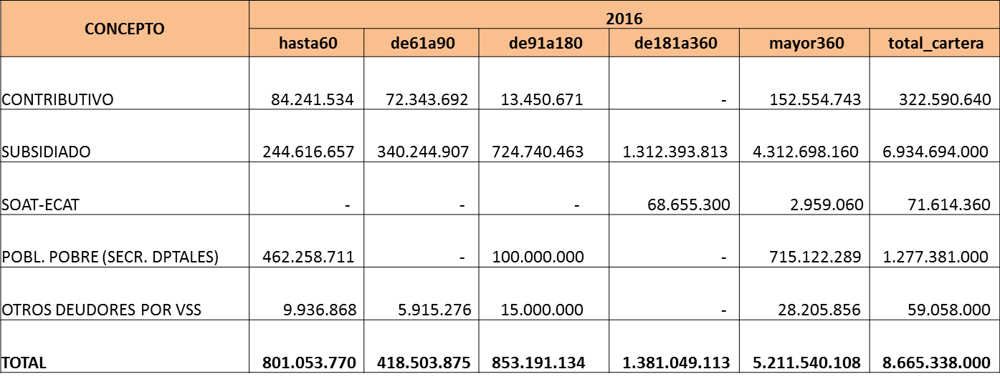 CONCEPTO 2016
hasta60 de61a90 de91a180 de181a360 mayor360 total_cartera
CONTRIBUTIVO 84.241.534 72.343.692 13.450.671 - 152.554.743 322.590.640
SUBSIDIADO 244.616.657 340.244.907 724.740.463 1.312.393.813 4.312.698.160 6.934.694.000
SOAT-ECAT - - - 68.655.300 2.959.060 71.614.360
POBL. POBRE (SECR. DPTALES) 462.258.711 - 100.000.000 - 715.122.289 1.277.381.000
OTROS DEUDORES POR VSS 9.936.868 5.915.276 15.000.000 - 28.205.856 59.058.000
TOTAL 801.053.770 418.503.875 853.191.134 1.381.049.113 5.211.540.108 8.665.338.000